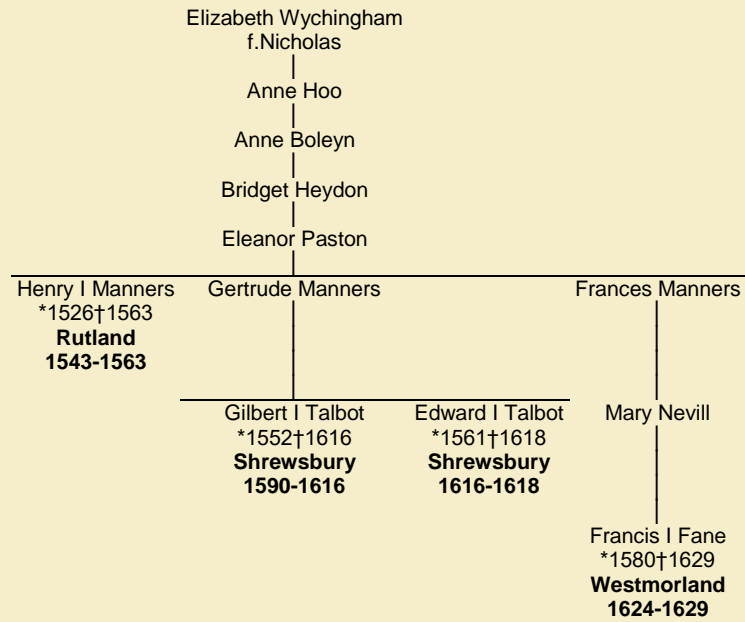 Elizabeth Wychingham
f.Nicholas
Anne Hoo
Anne Boleyn
Bridget Heydon
Eleanor Paston
Henry I Manners
*1526†1563
Rutland
1543-1563
Gertrude Manners
Frances Manners
Gilbert I Talbot
*1552†1616
Shrewsbury
1590-1616
Edward I Talbot
*1561†1618
Shrewsbury
1616-1618
Mary Nevill
Francis I Fane
*1580†1629
Westmorland
1624-1629